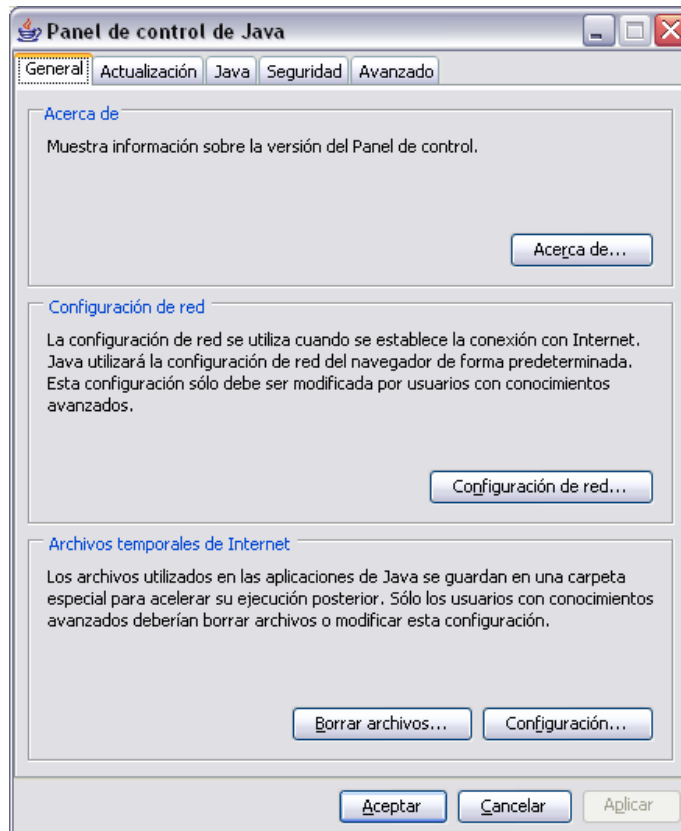 Panel de control de Java
General Actualización Java Seguridad Avanzado
Acerca de
Muestra información sobre la versión del Panel de control.
Acerca de...
Configuración de red
La configuración de red se utiliza cuando se establece la conexión con Internet.
Java utilizará la configuración de red del navegador de forma predeterminada.
Esta configuración sólo debe ser modificada por usuarios con conocimientos
avanzados.
Configuración de red...
Archivos temporales de Internet
Los archivos utilizados en las aplicaciones de Java se guardan en una carpeta
especial para acelerar su ejecución posterior. Sólo los usuarios con conocimientos
avanzados deberían borrar archivos o modificar esta configuración.
Borrar archivos... Configuración...
Aceptar Cancelar Aplicar